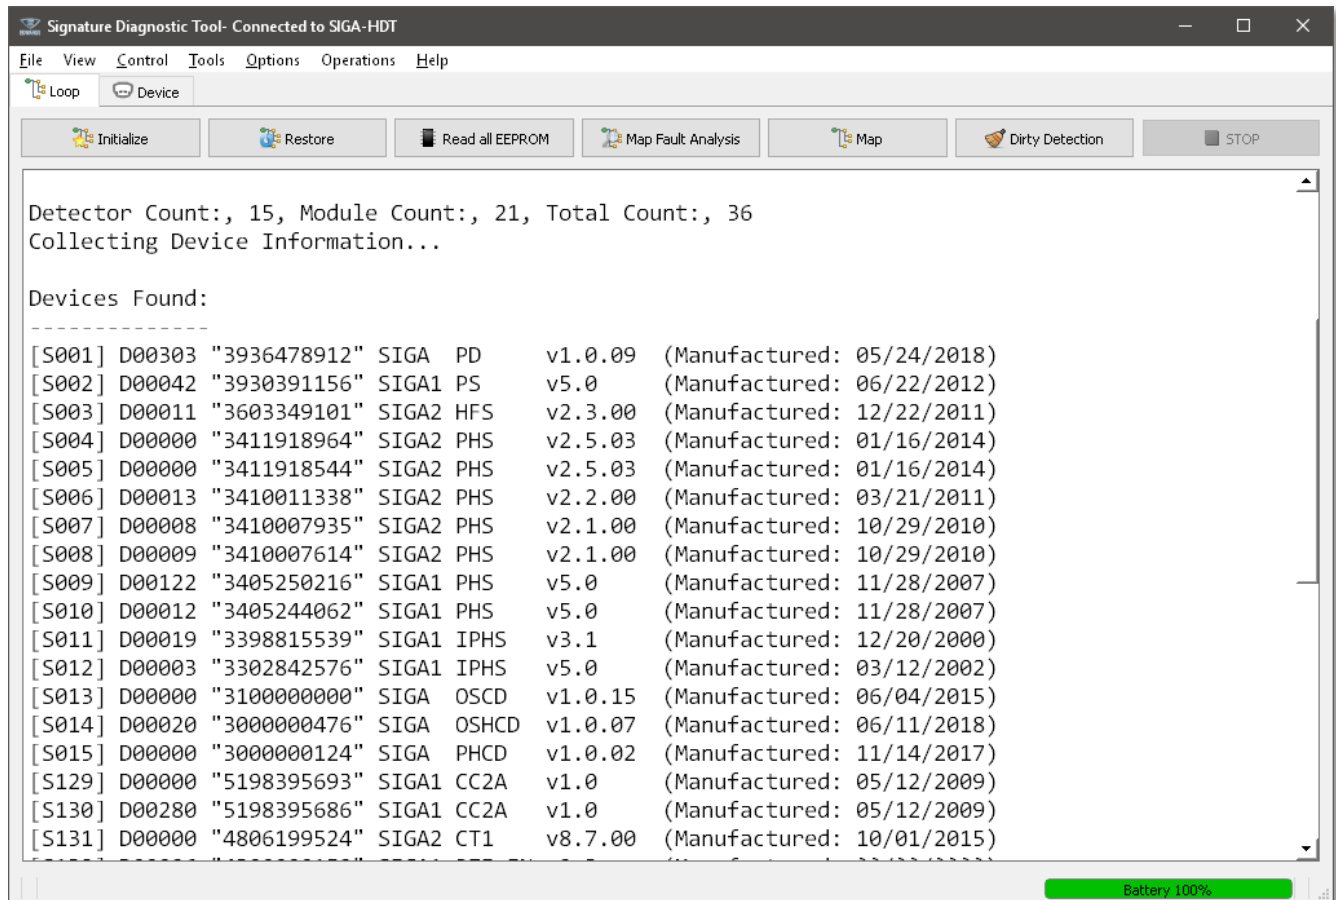 Signature Diagnostic Tool- Connected to SIGA-HDT
File View Control Tools Options Operations Help
Loop Device
Initialize Restore Read all EEPROM Map Fault Analysis Map Dirty Detection STOP
Detector Count:, 15, Module Count:, 21, Total Count:, 36
Collecting Device Information...
Devices Found:
--------------
[S001] D00303 "3936478912" SIGA  PD     v1.0.09  (Manufactured: 05/24/2018)
[S002] D00042 "3930391156" SIGA1 PS     v5.0     (Manufactured: 06/22/2012)
[S003] D00011 "3603349101" SIGA2 HFS    v2.3.00  (Manufactured: 12/22/2011)
[S004] D00000 "3411918964" SIGA2 PHS    v2.5.03  (Manufactured: 01/16/2014)
[S005] D00000 "3411918544" SIGA2 PHS    v2.5.03  (Manufactured: 01/16/2014)
[S006] D00013 "3410011338" SIGA2 PHS    v2.2.00  (Manufactured: 03/21/2011)
[S007] D00008 "3410007935" SIGA2 PHS    v2.1.00  (Manufactured: 10/29/2010)
[S008] D00009 "3410007614" SIGA2 PHS    v2.1.00  (Manufactured: 10/29/2010)
[S009] D00122 "3405250216" SIGA1 PHS    v5.0     (Manufactured: 11/28/2007)
[S010] D00012 "3405244062" SIGA1 PHS    v5.0     (Manufactured: 11/28/2007)
[S011] D00019 "3398815539" SIGA1 IPHS   v3.1     (Manufactured: 12/20/2000)
[S012] D00003 "3302842576" SIGA1 IPHS   v5.0     (Manufactured: 03/12/2002)
[S013] D00000 "3100000000" SIGA  OSCD   v1.0.15  (Manufactured: 06/04/2015)
[S014] D00020 "3000000476" SIGA  OSHCD  v1.0.07  (Manufactured: 06/11/2018)
[S015] D00000 "3000000124" SIGA  PHCD   v1.0.02  (Manufactured: 11/14/2017)
[S129] D00000 "5198395693" SIGA1 CC2A   v1.0     (Manufactured: 05/12/2009)
[S130] D00280 "5198395686" SIGA1 CC2A   v1.0     (Manufactured: 05/12/2009)
[S131] D00000 "4806199524" SIGA2 CT1    v8.7.00  (Manufactured: 10/01/2015)
Battery 100%